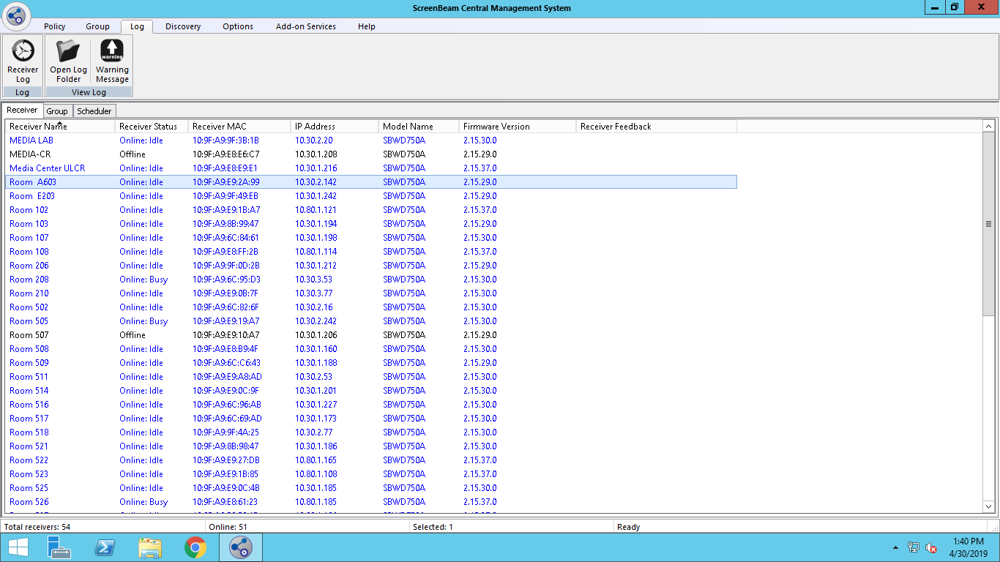 ScreenBeam Central Management System
Policy Group Log Discovery Options Add-on Services Help
Receiver Log
Open Log Folder
warning
Warning Message
Log
View Log
Receiver Group Scheduler
Receiver Name Receiver Status Receiver MAC IP Address Model Name Firmware Version Receiver Feedback
MEDIA LAB Online: Idle 10:9F:A9:9F:3B:1B 10.30.2.20 SBWD750A 2.15.30.0
MEDIA-CR Offline 10:9F:A9:E8:E6:C7 10.30.1.208 SBWD750A 2.15.29.0
Media Center ULCR Online: Idle 10:9F:A9:E8:E9:E1 10.30.1.216 SBWD750A 2.15.37.0
Room  A603 Online: Idle 10:9F:A9:E9:2A:99 10.30.2.142 SBWD750A 2.15.29.0
Room  E203 Online: Idle 10:9F:A9:9F:49:EB 10.30.1.242 SBWD750A 2.15.29.0
Room 102 Online: Idle 10:9F:A9:E9:1B:A7 10.80.1.121 SBWD750A 2.15.37.0
Room 103 Online: Idle 10:9F:A9:8B:99:47 10.30.1.194 SBWD750A 2.15.29.0
Room 107 Online: Idle 10:9F:A9:6C:84:61 10.30.1.198 SBWD750A 2.15.30.0
Room 108 Online: Idle 10:9F:A9:E8:FF:2B 10.80.1.114 SBWD750A 2.15.37.0
Room 206 Online: Idle 10:9F:A9:9F:0D:2B 10.30.1.212 SBWD750A 2.15.29.0
Room 208 Online: Busy 10:9F:A9:6C:95:D3 10.30.3.53 SBWD750A 2.15.30.0
Room 210 Online: Idle 10:9F:A9:E9:0B:7F 10.30.3.77 SBWD750A 2.15.30.0
Room 502 Online: Idle 10:9F:A9:6C:82:6F 10.30.2.16 SBWD750A 2.15.30.0
Room 505 Online: Busy 10:9F:A9:E9:19:A7 10.30.2.242 SBWD750A 2.15.30.0
Room 507 Offline 10:9F:A9:E9:10:A7 10.30.1.206 SBWD750A 2.15.29.0
Room 508 Online: Idle 10:9F:A9:E8:B9:4F 10.30.1.160 SBWD750A 2.15.30.0
Room 509 Online: Idle 10:9F:A9:6C:C6:43 10.30.1.188 SBWD750A 2.15.29.0
Room 511 Online: Idle 10:9F:A9:E9:A8:AD 10.30.2.53 SBWD750A 2.15.30.0
Room 514 Online: Idle 10:9F:A9:E9:0C:9F 10.30.1.201 SBWD750A 2.15.30.0
Room 516 Online: Idle 10:9F:A9:6C:96:AB 10.30.1.227 SBWD750A 2.15.30.0
Room 517 Online: Idle 10:9F:A9:6C:69:AD 10.30.1.173 SBWD750A 2.15.30.0
Room 518 Online: Idle 10:9F:A9:9F:4A:25 10.30.2.77 SBWD750A 2.15.30.0
Room 521 Online: Idle 10:9F:A9:8B:98:47 10.30.1.186 SBWD750A 2.15.30.0
Room 522 Online: Idle 10:9F:A9:E9:27:DB 10.80.1.165 SBWD750A 2.15.37.0
Room 523 Online: Idle 10:9F:A9:E9:1B:85 10.80.1.108 SBWD750A 2.15.37.0
Room 525 Online: Idle 10:9F:A9:E9:0C:4B 10.30.1.185 SBWD750A 2.15.30.0
Room 526 Online: Busy 10:9F:A9:E8:61:23 10.80.1.185 SBWD750A 2.15.37.0
Total receivers: 54 Online: 51 Selected: 1 Ready
1:40 PM
4/30/2019